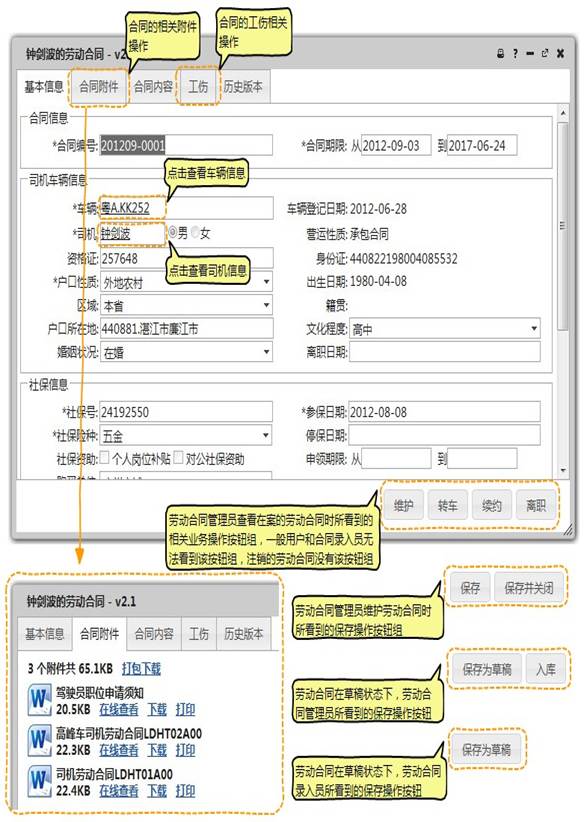 合同的相关附件
操作
合同的工伤相关
操作
钟剑波的劳动合同 - v2.
基本信息 合同附件 合同内容 工伤 历史版本
合同信息
*合同编号: 201209-0001 *合同期限: 从 2012-09-03 到 2017-06-24
点击查看车辆信息
司机车辆信息
*车辆: 粤A.KK252 车辆登记日期: 2012-06-28
*司机: 钟剑波 男 女 营运性质: 承包合同
资格证: 257648 身份证: 440822198004085532
点击查看司机信息
*户口性质: 外地农村 出生日期: 1980-04-08
区域: 本省 籍贯:
户口所在地: 440881.湛江市廉江市 文化程度: 高中
婚姻状况: 在婚 离职日期:
社保信息
*社保号: 24192550 *参保日期: 2012-08-08
*社保险种: 五金 停保日期:
社保资助: 个人岗位补贴 对公社保资助 申领期限: 从 到
维护 转车 续约 离职
劳动合同管理员查看在案的劳动合同时所看到的
相关业务操作按钮组，一般用户和合同录入员无
法看到该按钮组，注销的劳动合同没有该按钮组
钟剑波的劳动合同 - v2.1
基本信息 合同附件 合同内容 工伤 历史版本
3 个附件共 65.1KB 打包下载
驾驶员职位申请须知
20.5KB 在线查看 下载 打印
高峰车司机劳动合同LDHT02A00
22.3KB 在线查看 下载 打印
司机劳动合同LDHT01A00
22.4KB 在线查看 下载 打印
保存 保存并关闭
劳动合同管理员维护劳动合同时
所看到的保存操作按钮组
保存为草稿 入库
劳动合同在草稿状态下，劳动合
同管理员所看到的保存操作按钮
保存为草稿
劳动合同在草稿状态下，劳动合同
录入员所看到的保存操作按钮